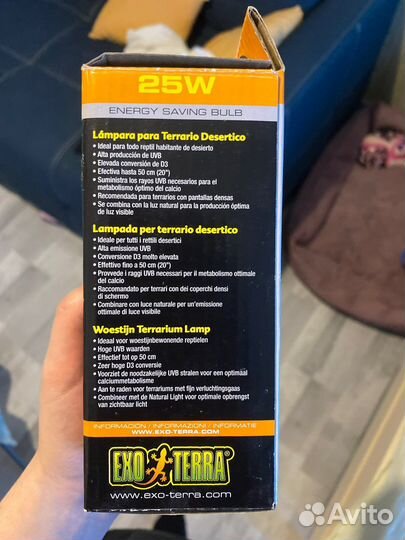 25W
ENERGY SAVING BULB
Lámpara para Terrario Desertico
• Ideal para todo reptil habitante de desierto
• Alta producción de UVB
• Elevada conversión de D3
• Efectiva hasta 50 cm (20")
• Suministra los rayos UVB necesarios para el
metabolismo óptimo del calcio
• Recomendada para terrarios con pantallas densas
• Se combina con la luz natural para la producción óptima
de luz visible
Lampada per terrario desertico
• Ideale per tutti i rettili desertici
• Alta emissione UVB
• Conversione D3 molto elevata
• Effettivo fino a 50 cm (20")
• Provvede i raggi UVB necessari per il metabolismo ottimale
del calcio
• Raccomandato per terrari con dei coperchi densi
di schermo
• Combinare con luce naturale per un'emissione
ottimale di luce visibile
Woestijn Terrarium Lamp
• Ideaal voor woestijnbewonende reptielen
• Hoge UVB waarden
• Effectief tot op 50 cm
• Zeer hoge D3 conversie
• Voorziet de noodzakelijke UVB stralen voor een optimaal
calciummetabolisme
• Aan te raden voor terrariums met fijn verluchtingsgaas
• Combineer met de Natural Light voor optimale opbrengst
van zichtbaar licht
INFORMACIÓN / INFORMAZIONI / INFORMATIE
WWW.EXO-TERRA.COM
EXO TERRA®
www.exo-terra.com
Avito